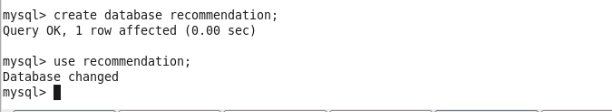 mysql> create database recommendation;
Query OK, 1 row affected (0.00 sec)
mysql> use recommendation;
Database changed
mysql>